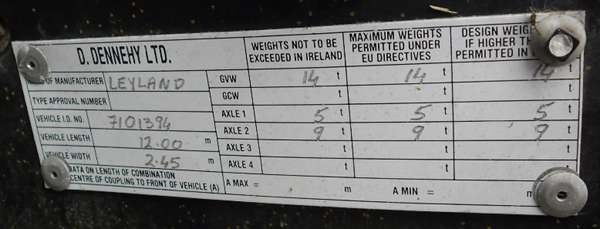 D. DENNEHY LTD.
WEIGHTS NOT TO BE EXCEEDED IN IRELAND
MAXIMUM WEIGHTS PERMITTED UNDER EU DIRECTIVES
DESIGN IF HIGHER PERMITTED IN
OF MANUFACTURER LEYLAND GVW 14 t 14 t 14 t
TYPE APPROVAL NUMBER GCW t t t
VEHICLE I.D. NO. 7101394 AXLE 1 5 t 5 t 5 t
VEHICLE LENGTH 12.00 m AXLE 2 9 t 9 t 9 t
VEHICLE WIDTH 2.45 m AXLE 3 t t t
AXLE 4 t t t
DATA ON LENGTH OF COMBINATION
CENTRE OF COUPLING TO FRONT OF VEHICLE (A) A MAX = m A MIN = m